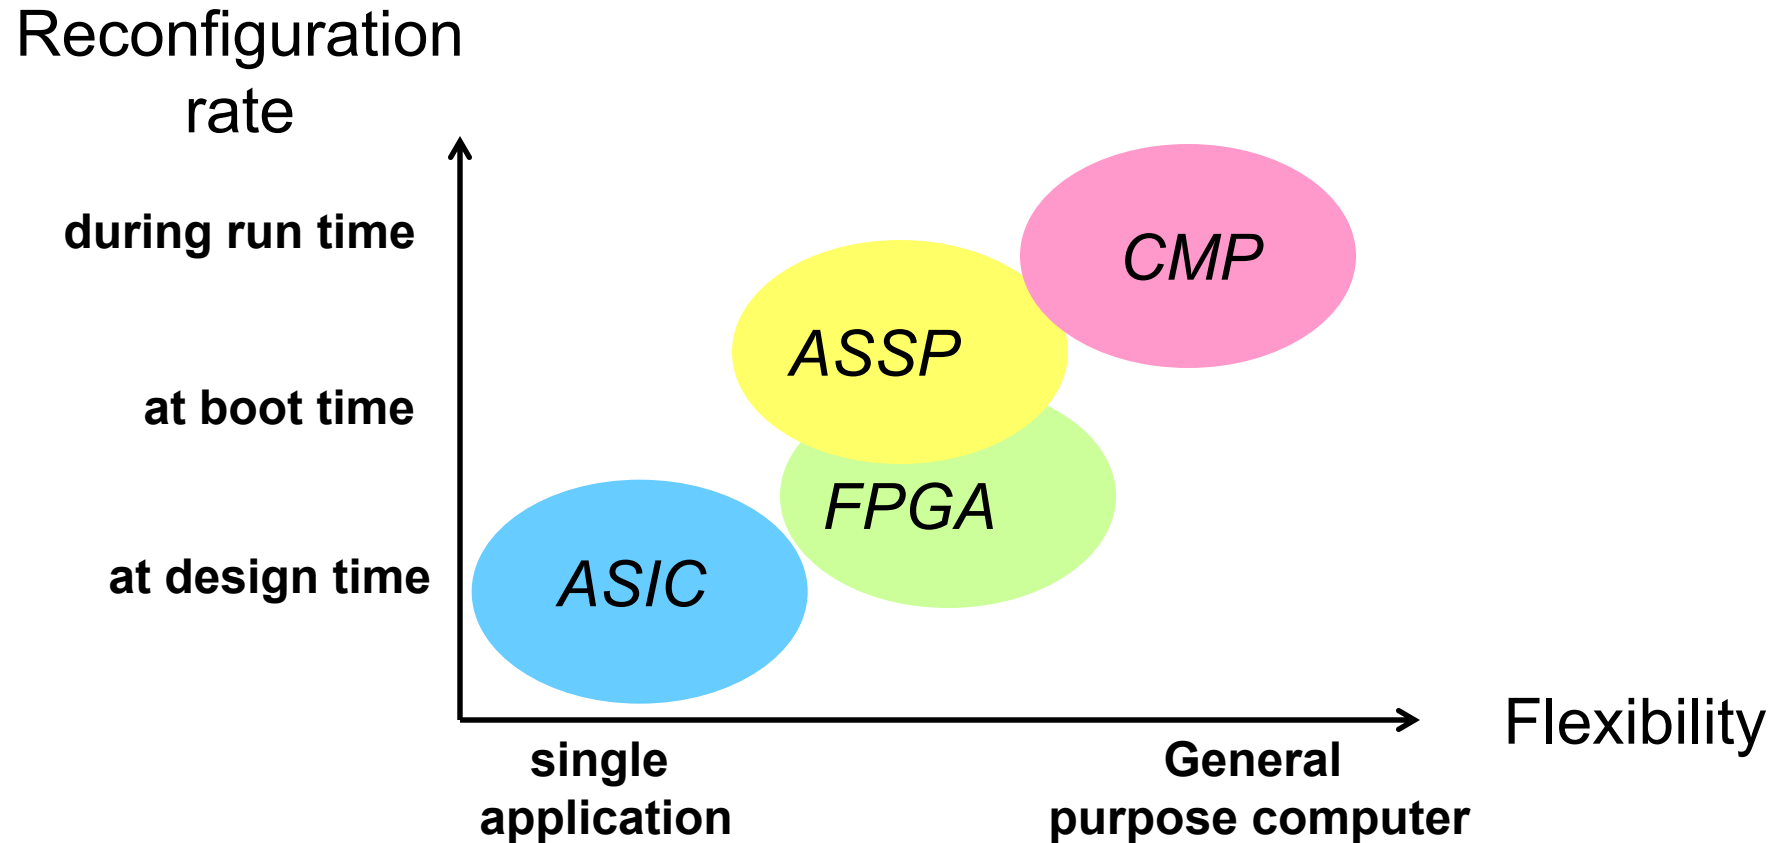 Reconfiguration
rate
during run time
CMP
ASSP
at boot time
FPGA
at design time
ASIC
Flexibility
single
application
General
purpose computer